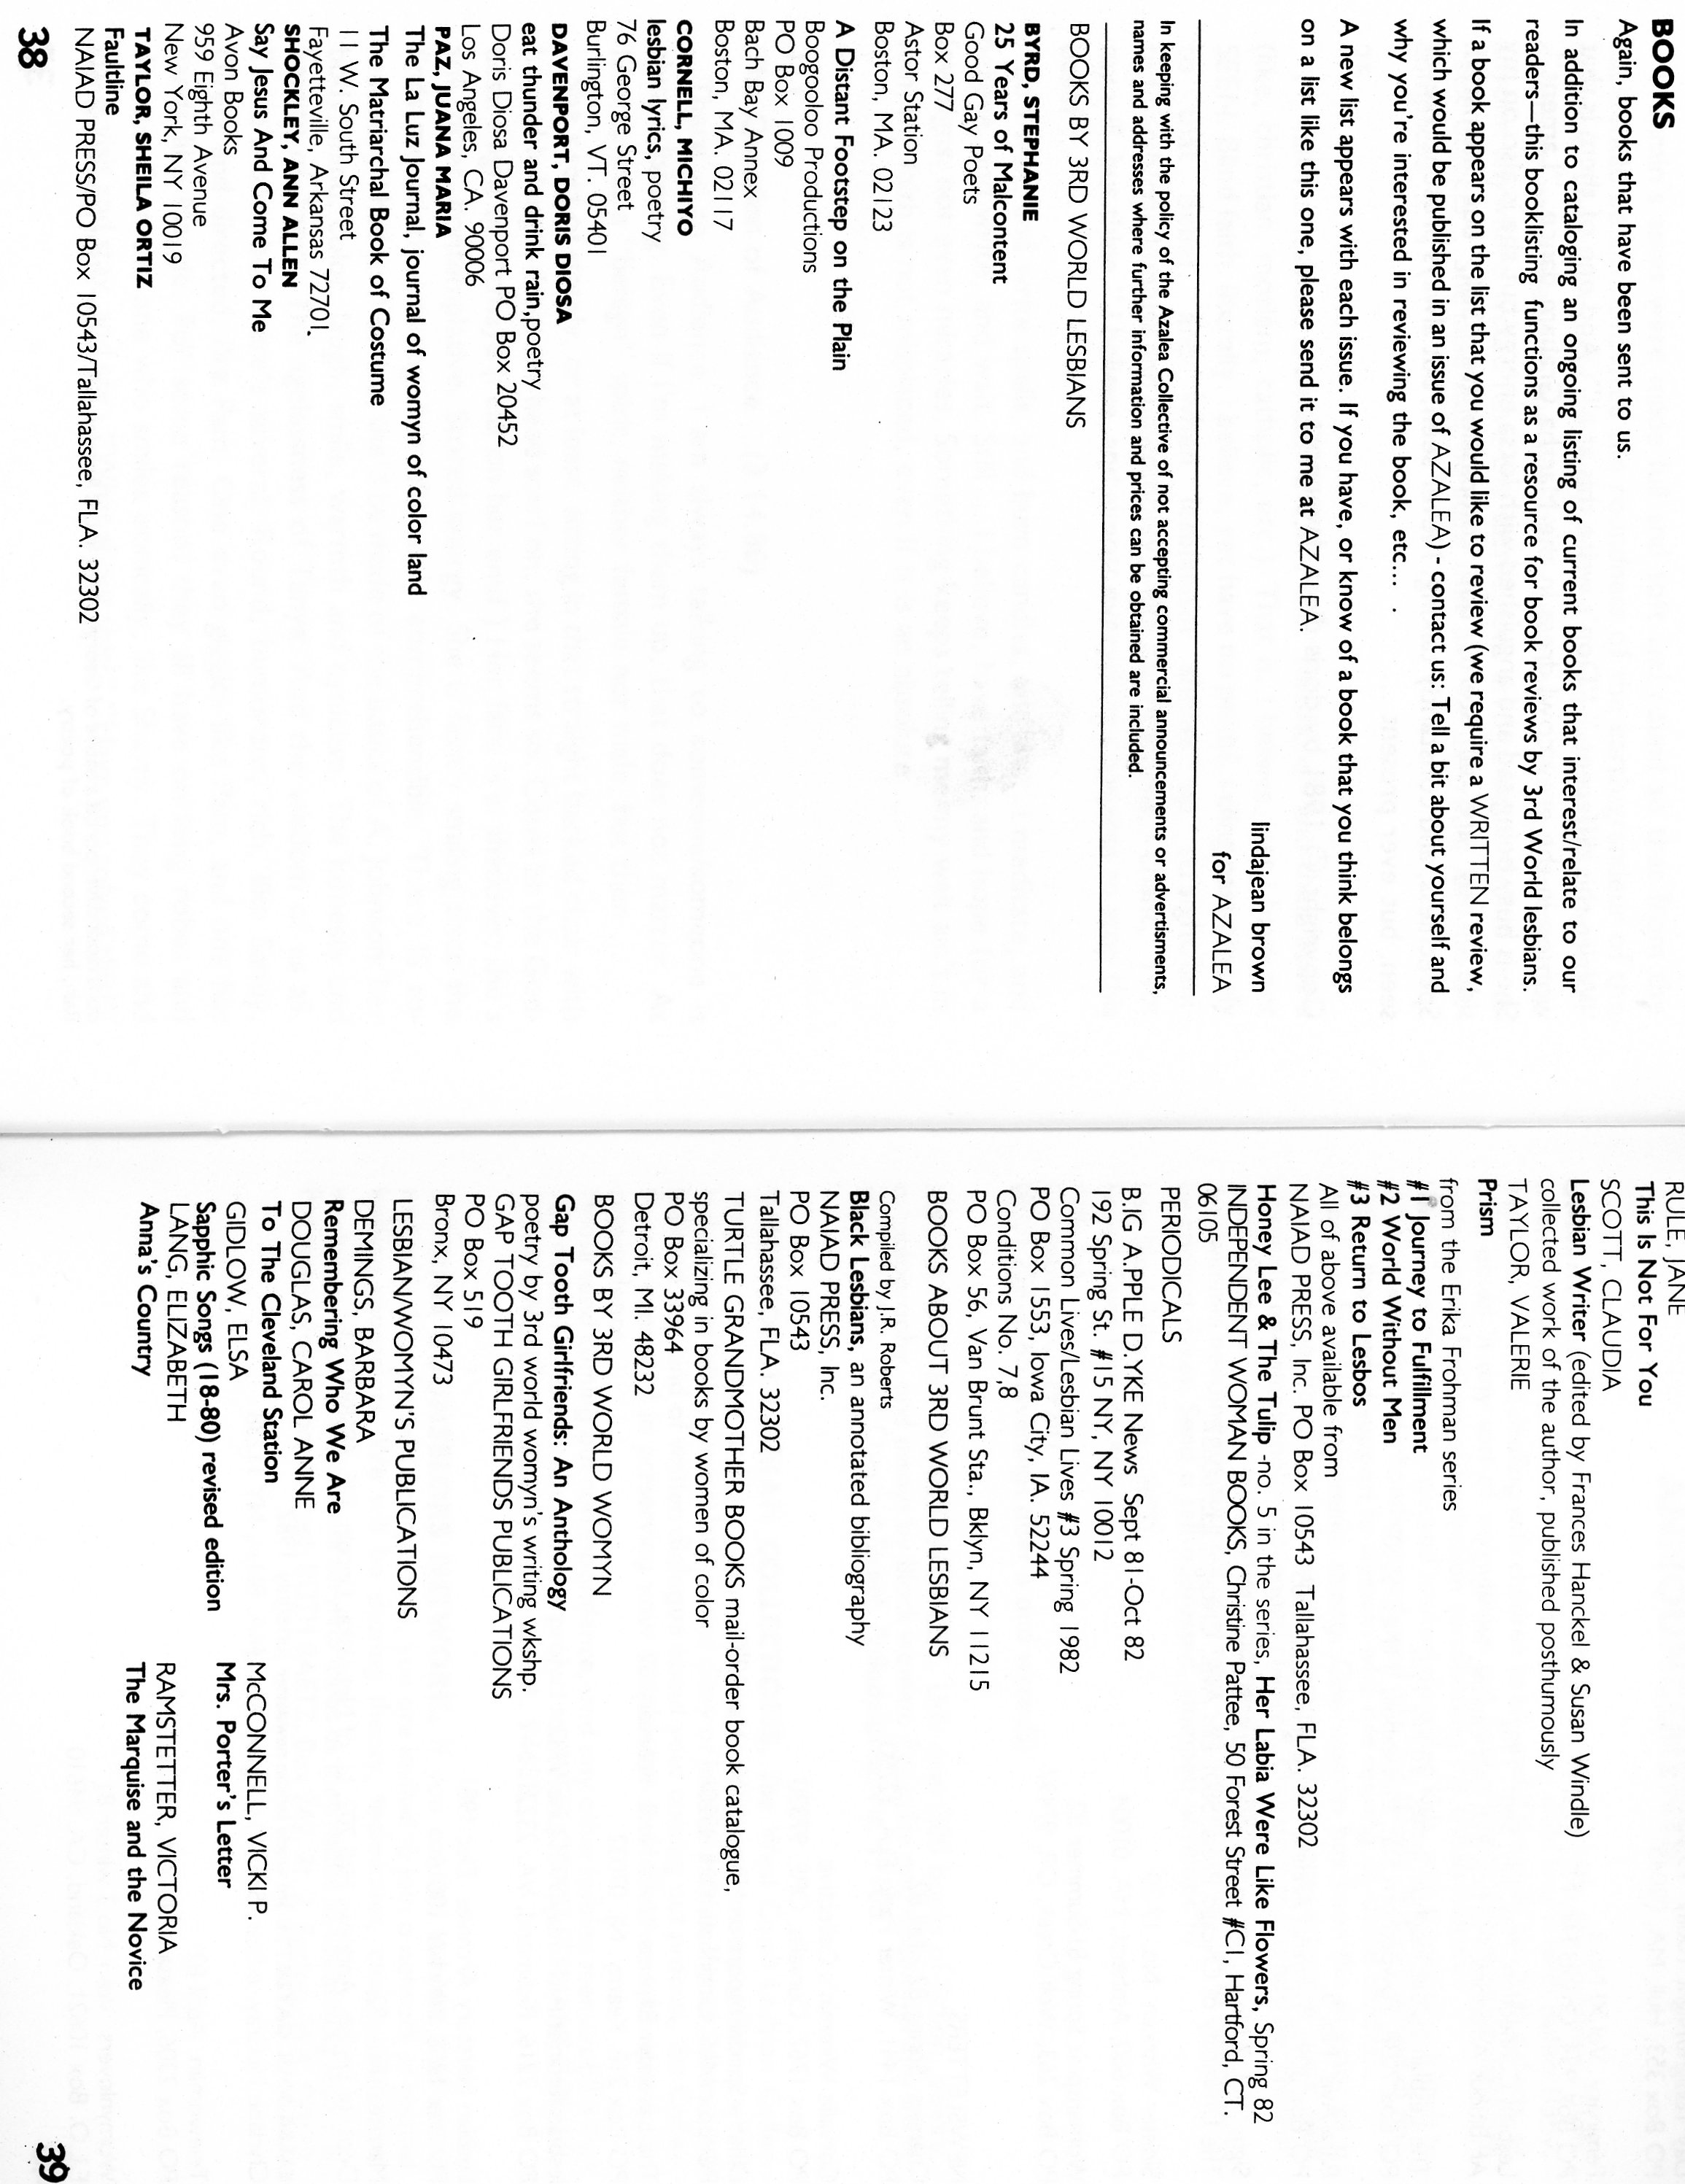 BOOKS
Again, books that have been sent to us.
In addition to cataloging an ongoing listing of current books that interest/relate to our
readers—this booklisting functions as a resource for book reviews by 3rd World lesbians.
If a book appears on the list that you would like to review (we require a WRITTEN review,
which would be published in an issue of AZALEA) - contact us: Tell a bit about yourself and
why you're interested in reviewing the book, etc... .
A new list appears with each issue. If you have, or know of a book that you think belongs
on a list like this one, please send it to me at AZALEA.
lindajean brown
for AZALEA
In keeping with the policy of the Azalea Collective of not accepting commercial announcements or advertisments,
names and addresses where further information and prices can be obtained are included.
BOOKS BY 3RD WORLD LESBIANS
BYRD, STEPHANIE
25 Years of Malcontent
Good Gay Poets
Box 277
Astor Station
Boston, MA. 02123
A Distant Footstep on the Plain
Boogooloo Productions
PO Box 1009
Bach Bay Annex
Boston, MA. 02117
CORNELL, MICHIYO
lesbian lyrics, poetry
76 George Street
Burlington, VT. 05401
DAVENPORT, DORIS DIOSA
eat thunder and drink rain,poetry
Doris Diosa Davenport PO Box 20452
Los Angeles, CA. 90006
PAZ, JUANA MARIA
The La Luz Journal, journal of womyn of color land
The Matriarchal Book of Costume
11 W. South Street
Fayetteville, Arkansas 72701.
SHOCKLEY, ANN ALLEN
Say Jesus And Come To Me
Avon Books
959 Eighth Avenue
New York, NY 10019
TAYLOR, SHEILA ORTIZ
Faultline
NAIAD PRESS/PO Box 10543/Tallahassee, FLA. 32302
38
RULE, JANE
This Is Not For You
SCOTT, CLAUDIA
Lesbian Writer (edited by Frances Hanckel & Susan Windle)
collected work of the author, published posthumously
TAYLOR, VALERIE
Prism
from the Erika Frohman series
#1 Journey to Fulfillment
#2 World Without Men
#3 Return to Lesbos
All of above available from
NAIAD PRESS, Inc. PO Box 10543 Tallahassee, FLA. 32302
Honey Lee & The Tulip -no. 5 in the series, Her Labia Were Like Flowers, Spring 82
INDEPENDENT WOMAN BOOKS, Christine Pattee, 50 Forest Street #C1, Hartford, CT.
06105
PERIODICALS
B.IG A.PPLE D.YKE News Sept 81-Oct 82
192 Spring St. #15 NY, NY 10012
Common Lives/Lesbian Lives #3 Spring 1982
PO Box 1553, Iowa City, IA. 52244
Conditions No. 7,8
PO Box 56, Van Brunt Sta., Bklyn, NY 11215
BOOKS ABOUT 3RD WORLD LESBIANS
Compiled by J.R. Roberts
Black Lesbians, an annotated bibliography
NAIAD PRESS, Inc.
PO Box 10543
Tallahassee, FLA. 32302
TURTLE GRANDMOTHER BOOKS mail-order book catalogue,
specializing in books by women of color
PO Box 33964
Detroit, MI. 48232
BOOKS BY 3RD WORLD WOMYN
Gap Tooth Girlfriends: An Anthology
poetry by 3rd world womyn's writing wkshp.
GAP TOOTH GIRLFRIENDS PUBLICATIONS
PO Box 519
Bronx, NY 10473
LESBIAN/WOMYN'S PUBLICATIONS
DEMINGS, BARBARA
Remembering Who We Are
DOUGLAS, CAROL ANNE
To The Cleveland Station
GIDLOW, ELSA
Sapphic Songs (18-80) revised edition
LANG, ELIZABETH
Anna's Country
McCONNELL, VICKI P.
Mrs. Porter's Letter
RAMSTETTER, VICTORIA
The Marquise and the Novice
39